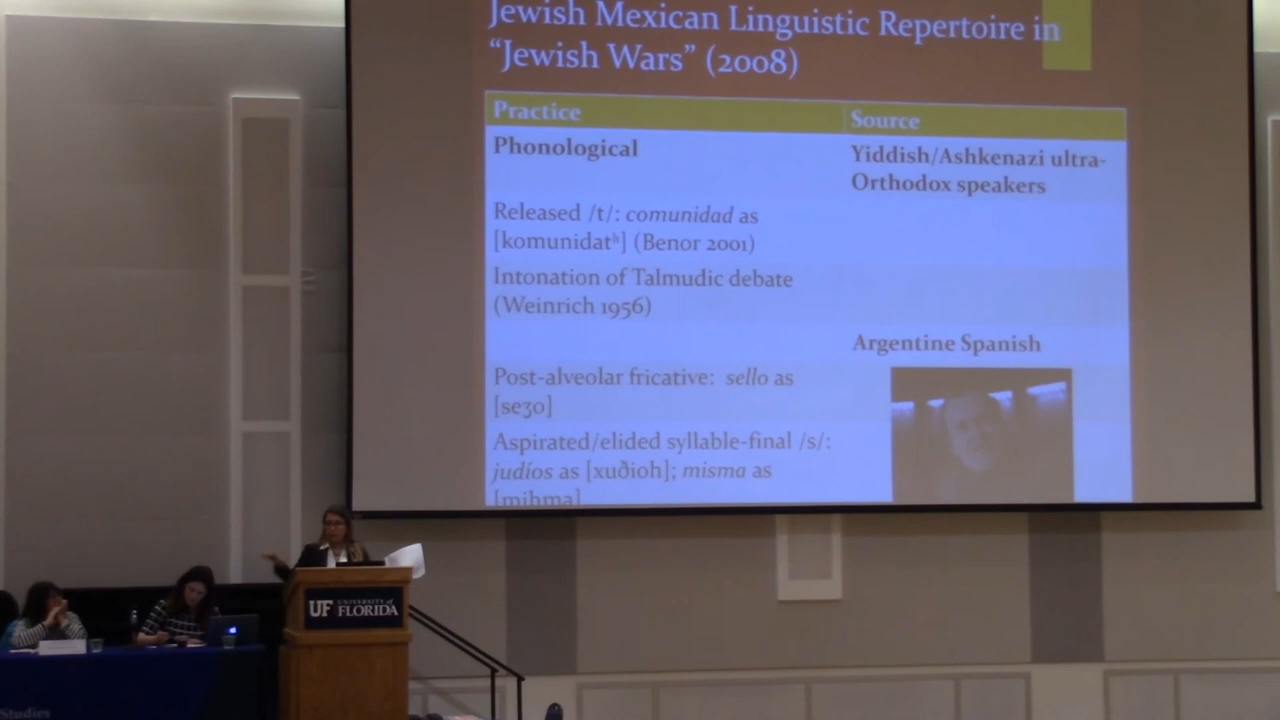 Jewish Mexican Linguistic Repertoire in
“Jewish Wars” (2008)
Practice Source
Phonological
Yiddish/Ashkenazi ultra-
Orthodox speakers
Released /t/: comunidad as
[komunidatʰ] (Benor 2001)
Intonation of Talmudic debate
(Weinrich 1956)
Argentine Spanish
Post-alveolar fricative: sello as
[seʒo]
Aspirated/elided syllable-final /s/:
judíos as [xuðioh]; misma as
[mihma]
UF UNIVERSITY of
FLORIDA
Studies